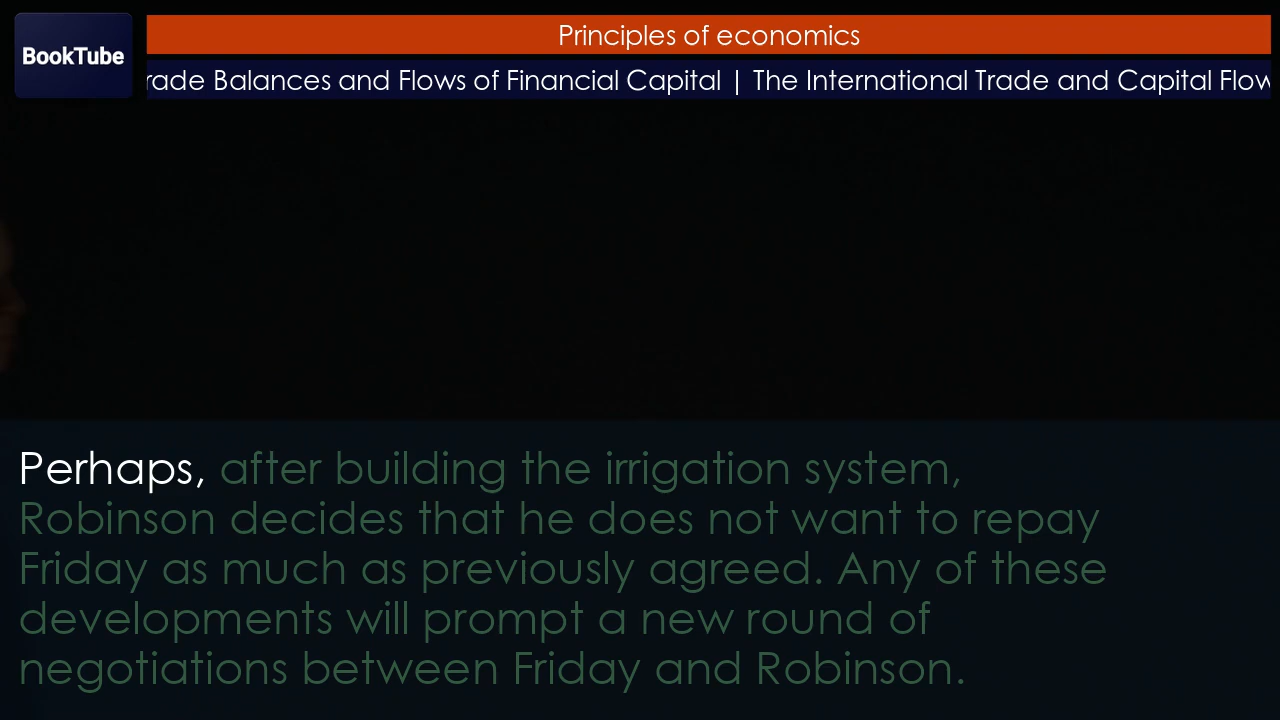 BookTube
Principles of economics
Balances and Flows of Financial Capital | The International Trade and Capital
Perhaps, after building the irrigation system,
Robinson decides that he does not want to repay
Friday as much as previously agreed. Any of these
developments will prompt a new round of
negotiations between Friday and Robinson.